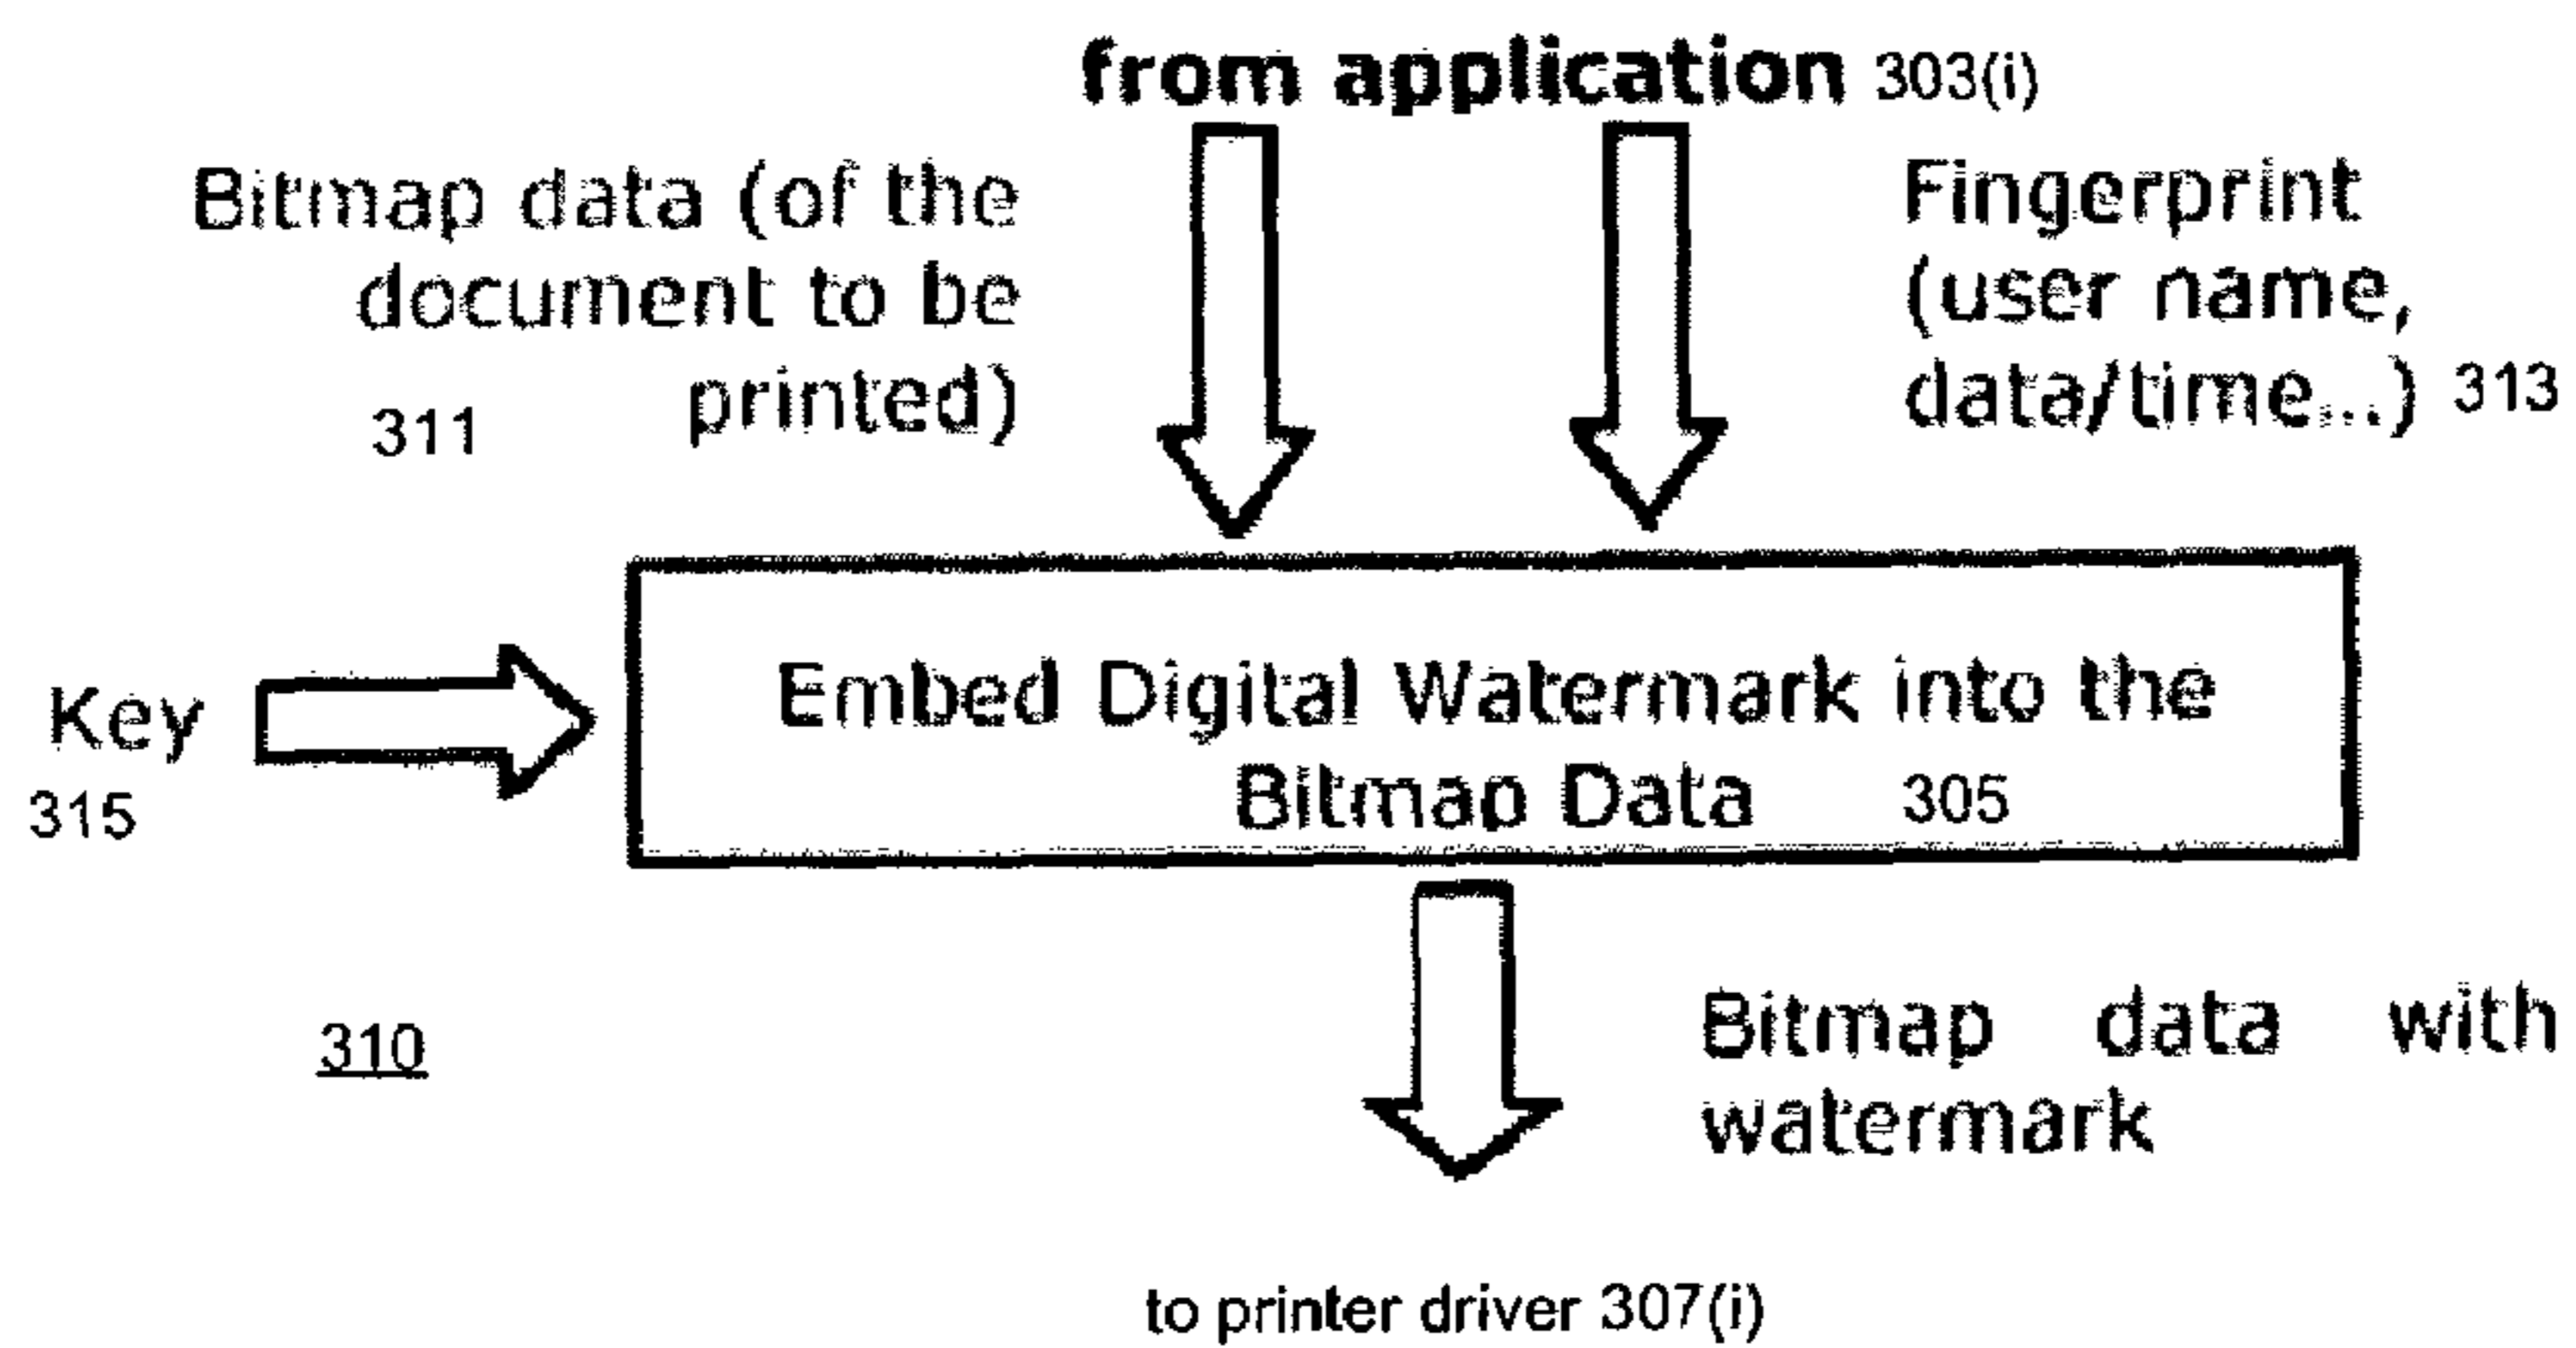 from application 303(i)
Bitmap data (of the
document to be
printed)
311
Fingerprint
(user name,
data/time...) 313
Key
315
Embed Digital Watermark into the
Bitmap Data 305
310
Bitmap data with
watermark
to printer driver 307(i)